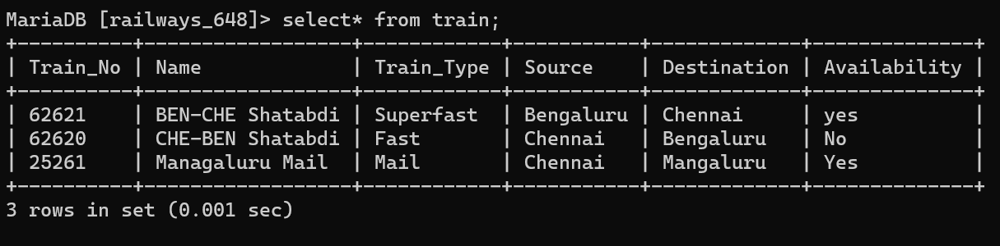 MariaDB [railways_648]> select* from train;
+----------+-----------------+------------+-----------+-------------+--------------+
| Train_No | Name            | Train_Type | Source    | Destination | Availability |
+----------+-----------------+------------+-----------+-------------+--------------+
| 62621    | BEN-CHE Shatabdi | Superfast  | Bengaluru | Chennai     | yes          |
| 62620    | CHE-BEN Shatabdi | Fast       | Chennai   | Bengaluru   | No           |
| 25261    | Managaluru Mail  | Mail       | Chennai   | Mangaluru   | Yes          |
+----------+-----------------+------------+-----------+-------------+--------------+
3 rows in set (0.001 sec)